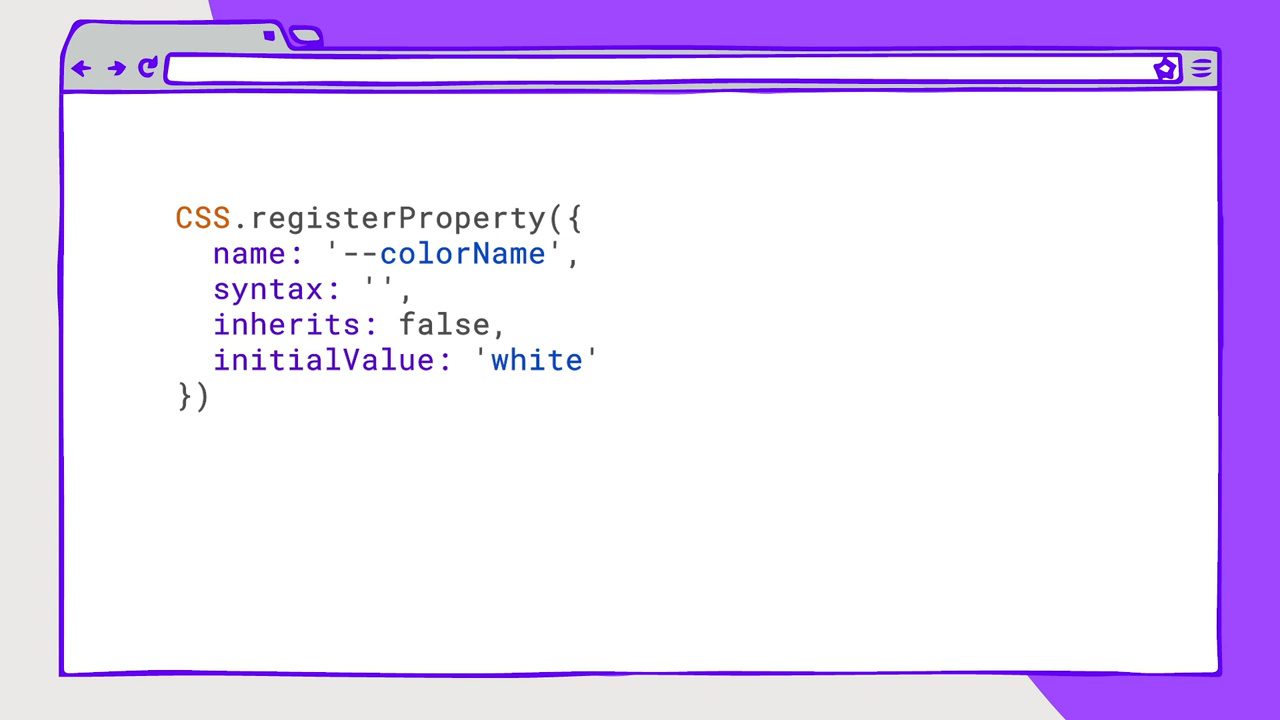 CSS.registerProperty({
  name: '--colorName',
  syntax: '',
  inherits: false,
  initialValue: 'white'
})